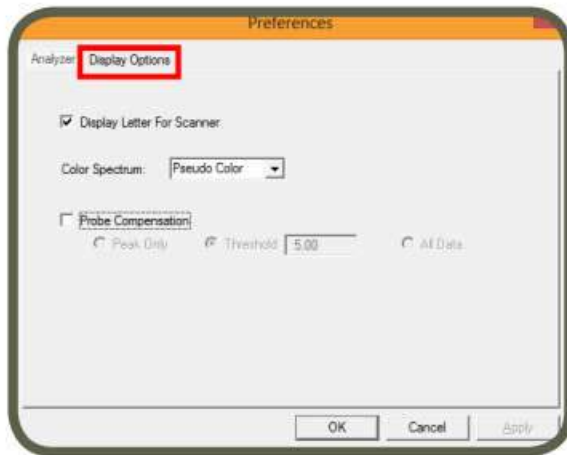 Preferences
Analyzer Display Options
Display Letter For Scanner
Color Spectrum: Pseudo Color
Probe Compensation
Peak Only Threshold 5.00 All Data
OK Cancel Apply